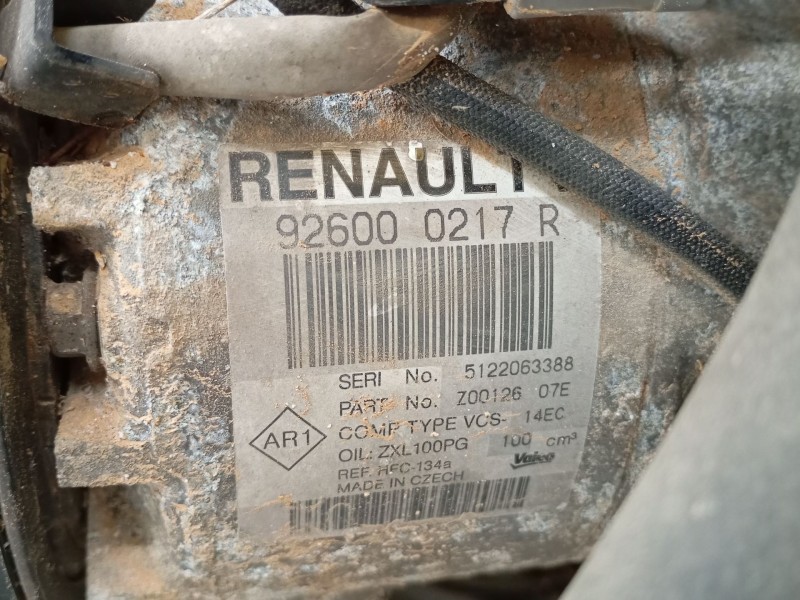 RENAULT
92600 0217 R
SERI No. 5122063388
PART No. Z00126 07E
COMP TYPE VCS- 14EC
OIL: ZXL100PG 100 cm³
AR1
REF. HFC-134a
Valeo
MADE IN CZECH